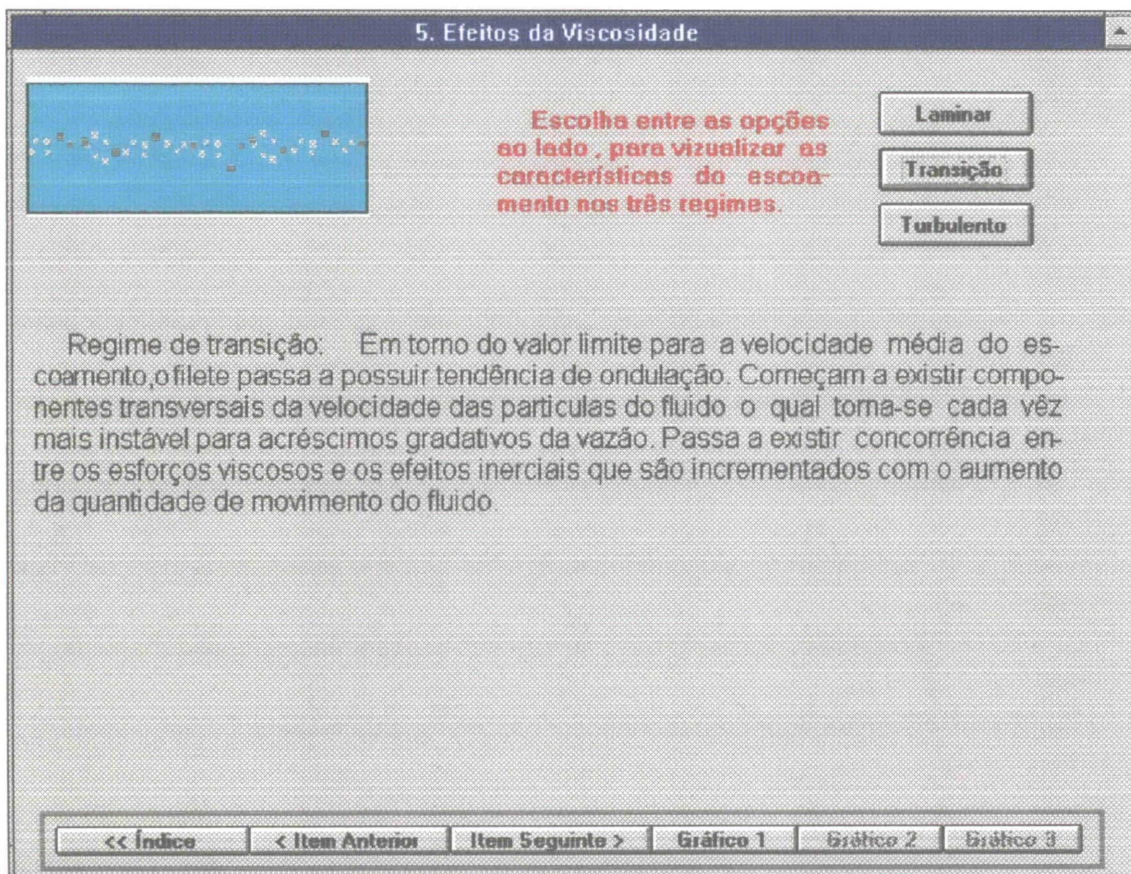 5. Efeitos da Viscosidade
Escolha entre as opções
ao lado , para vizualizar as
características do escoa-
mento nos três regimes.
Laminar
Transição
Turbulento
Regime de transição: Em torno do valor limite para a velocidade média do es-
coamento,o filete passa a possuir tendência de ondulação. Começam a existir compo-
nentes transversais da velocidade das particulas do fluido o qual torna-se cada vêz
mais instável para acréscimos gradativos da vazão. Passa a existir concorrência en-
tre os esforços viscosos e os efeitos inerciais que são incrementados com o aumento
da quantidade de movimento do fluido.
<< Índice < Item Anterior Item Seguinte > Gráfico 1 Gráfico 2 Gráfico 3